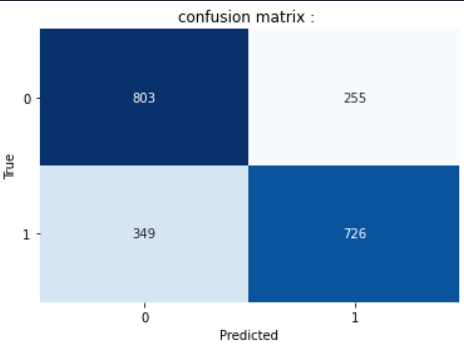 confusion matrix :
0
803
255
True
1
349
726
0
1
Predicted